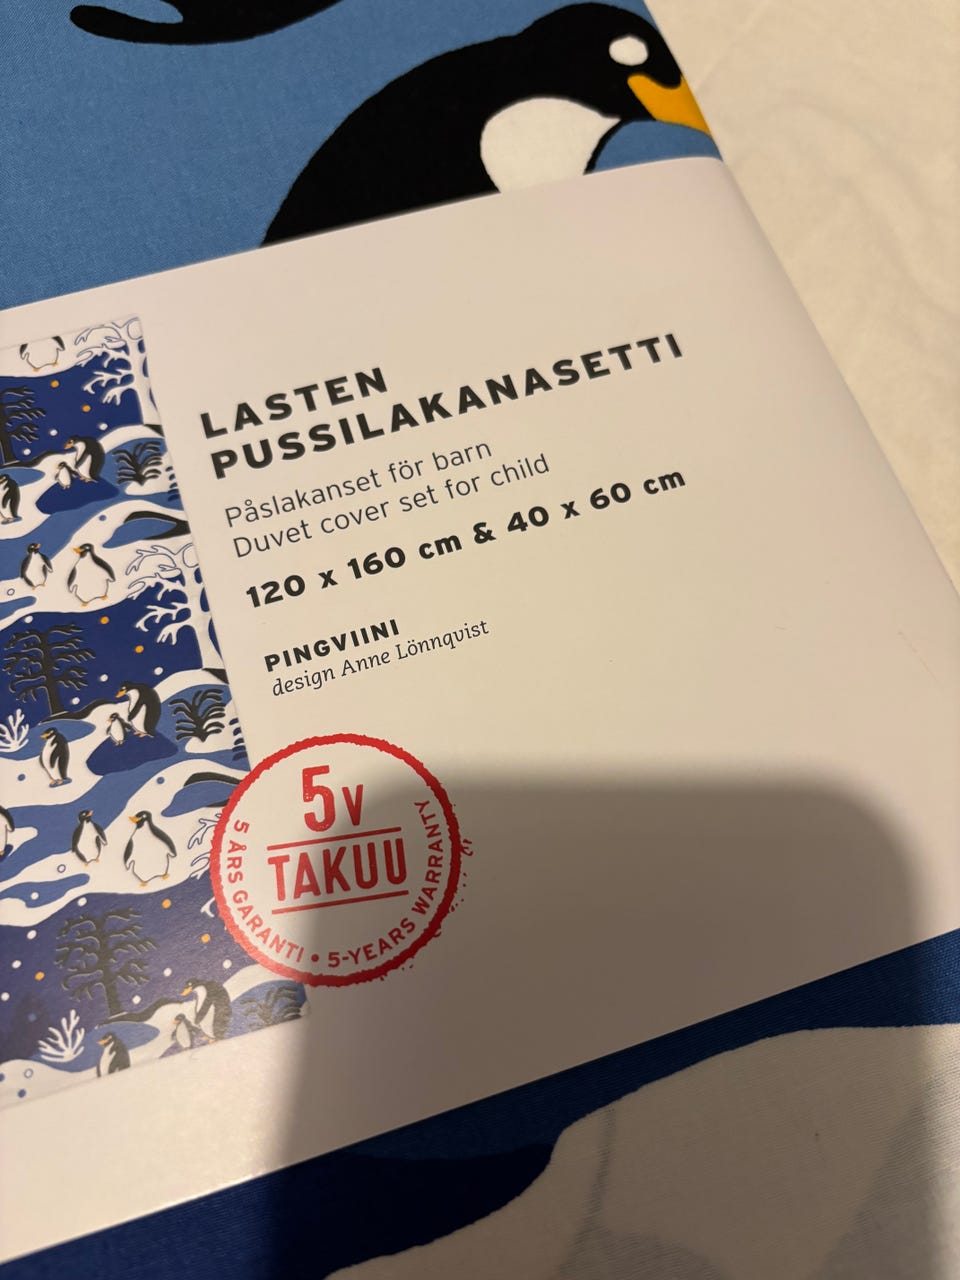 LASTEN
PUSSILAKANASETTI
Påslakanset för barn
Duvet cover set for child
120 x 160 cm & 40 x 60 cm
PINGVIINI
design Anne Lönnqvist
5v
TAKUU
5 ÅRS GARANTI • 5-YEARS WARRANTY